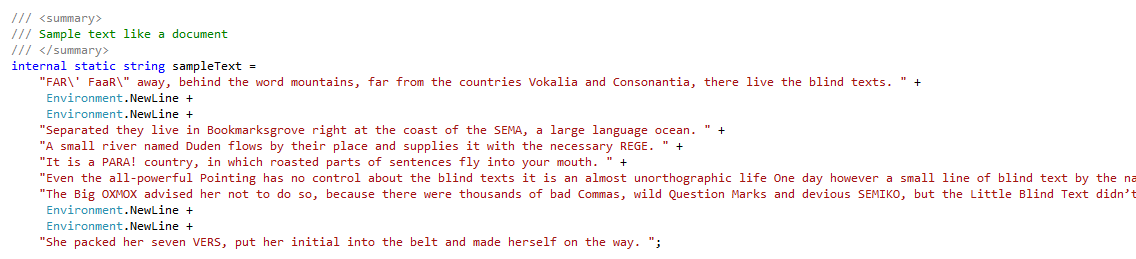 /// <summary>
/// Sample text like a document
/// </summary>
internal static string sampleText =
"FAR\' FaaR\" away, behind the word mountains, far from the countries Vokalia and Consonantia, there live the blind texts. " +
Environment.NewLine +
Environment.NewLine +
"Separated they live in Bookmarksgrove right at the coast of the SEMA, a large language ocean. " +
"A small river named Duden flows by their place and supplies it with the necessary REGE. " +
"It is a PARA! country, in which roasted parts of sentences fly into your mouth. " +
"Even the all-powerful Pointing has no control about the blind texts it is an almost unorthographic life One day however a small line of blind text by the na
"The Big OXMOX advised her not to do so, because there were thousands of bad Commas, wild Question Marks and devious SEMIKO, but the Little Blind Text didn’t
Environment.NewLine +
Environment.NewLine +
"She packed her seven VERS, put her initial into the belt and made herself on the way. ";